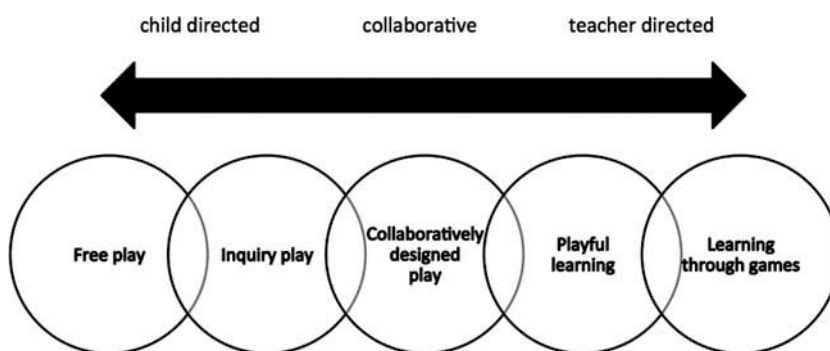 child directed collaborative teacher directed
Free play
Inquiry play
Collaboratively
designed
play
Playful
learning
Learning
through games